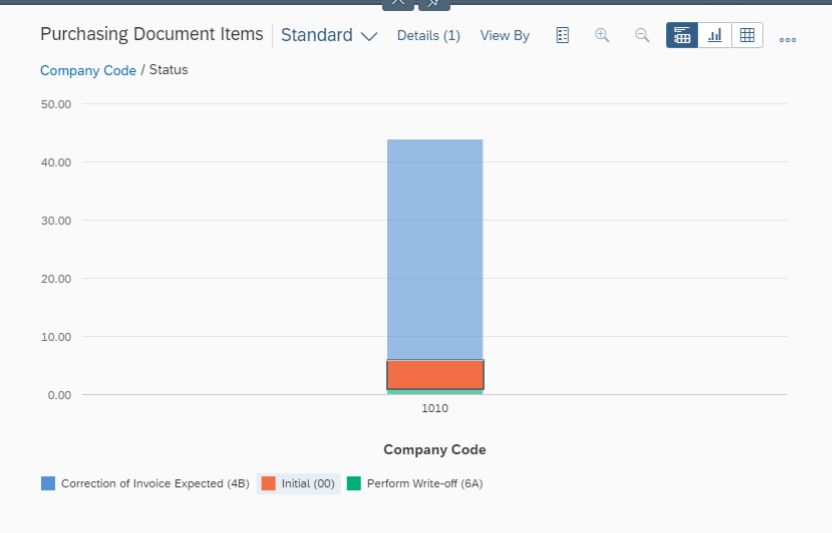 Purchasing Document Items Standard Details (1) View By
Company Code / Status
50.00
40.00
30.00
20.00
10.00
0.00
1010
Company Code
Correction of Invoice Expected (4B) Initial (00) Perform Write-off (6A)